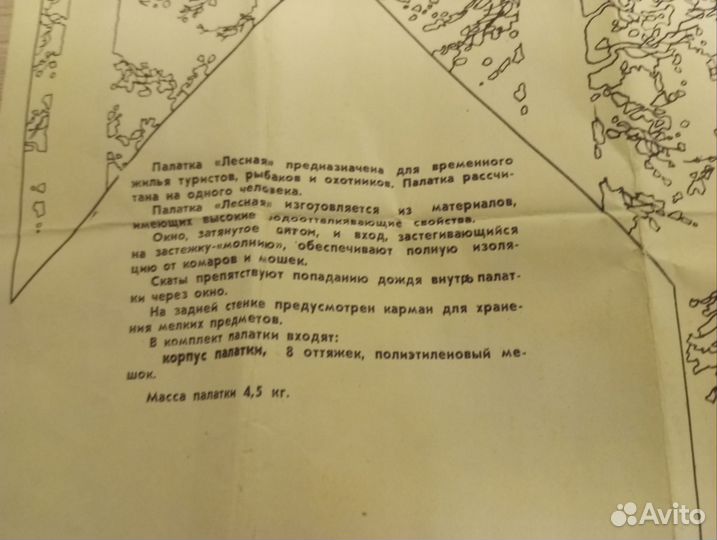 Палатка «Лесная» предназначена для временного
жилья туристов, рыбаков и охотников. Палатка рассчи-
тана на одного человека.
Палатка «Лесная» изготовляется из материалов,
имеющих высокие водоотталкивающие свойства.
Окно, затянутое и вход, застегивающийся
на застежку-«молнию», обеспечивают полную изоля-
цию от комаров и мошек.
Скаты препятствуют попаданию дождя внутрь палат-
ки через окно.
На задней стенке предусмотрен карман для хране-
ния мелких предметов.
В комплект палатки входят:
корпус палатки, 8 оттяжек, полиэтиленовый ме-
шок.
Масса палатки 4,5 кг.
Avito